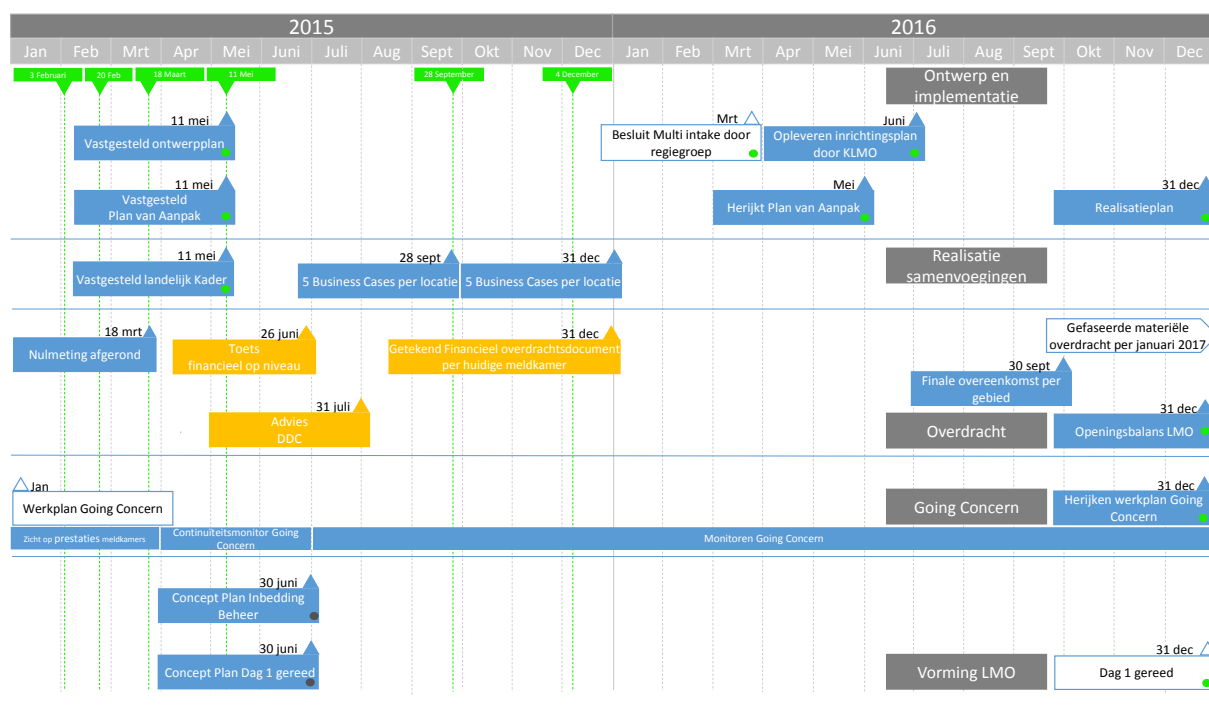 2015
2016
Jan Feb Mrt Apr Mei Juni Juli Aug Sept Okt Nov Dec Jan Feb Mrt Apr Mei Juni Juli Aug Sept Okt Nov Dec
3 Februari
20 Feb
18 Maart
11 Mei
28 September
4 December
Ontwerp en
implementatie
11 mei
Vastgesteld ontwerpplan
Mrt
Besluit Multi intake door
regiegroep
Juni
Opleveren inrichtingsplan
door KLMO
11 mei
Vastgesteld
Plan van Aanpak
Mei
Herijkt Plan van Aanpak
31 dec
Realisatieplan
11 mei
Vastgesteld landelijk Kader
28 sept
5 Business Cases per locatie
31 dec
5 Business Cases per locatie
Realisatie
samenvoegingen
18 mrt
Nulmeting afgerond
26 juni
Toets
financieel op niveau
31 dec
Getekend Financieel overdrachtsdocument
per huidige meldkamer
Gefaseerde materiële
overdracht per januari 2017
30 sept
Finale overeenkomst per
gebied
31 juli
Advies
DDC
Overdracht
31 dec
Openingsbalans LMO
Jan
Werkplan Going Concern
Going Concern
31 dec
Herijken werkplan Going
Concern
Zicht op prestaties meldkamers
Continuïteitsmonitor Going
Concern
Monitoren Going Concern
30 juni
Concept Plan Inbedding
Beheer
30 juni
Concept Plan Dag 1 gereed
Vorming LMO
31 dec
Dag 1 gereed